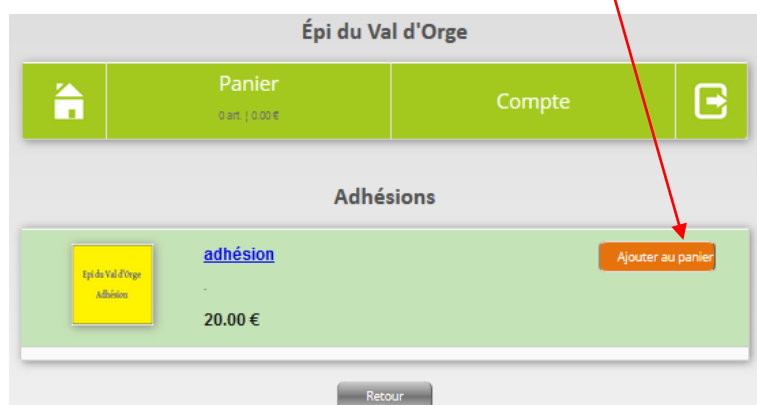 Épi du Val d'Orge
Panier
0 art. | 0.00 €
Compte
Adhésions
Epi du Val d'Orge
Adhésion
adhésion
.
20.00 €
Ajouter au panier
Retour